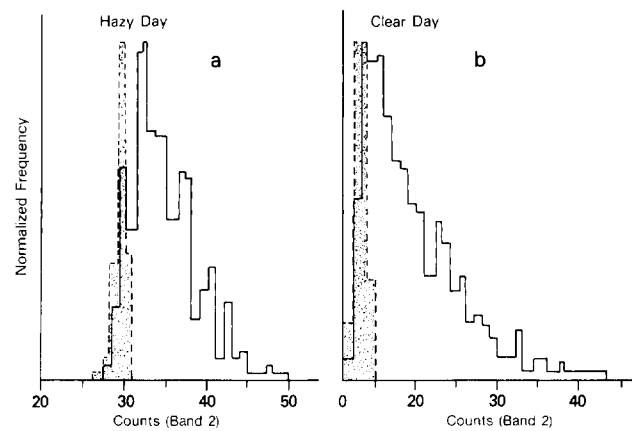 Hazy Day
a
Normalized Frequency
20 30 40 50
Counts (Band 2)
Clear Day
b
0 20 30 40
Counts (Band 2)